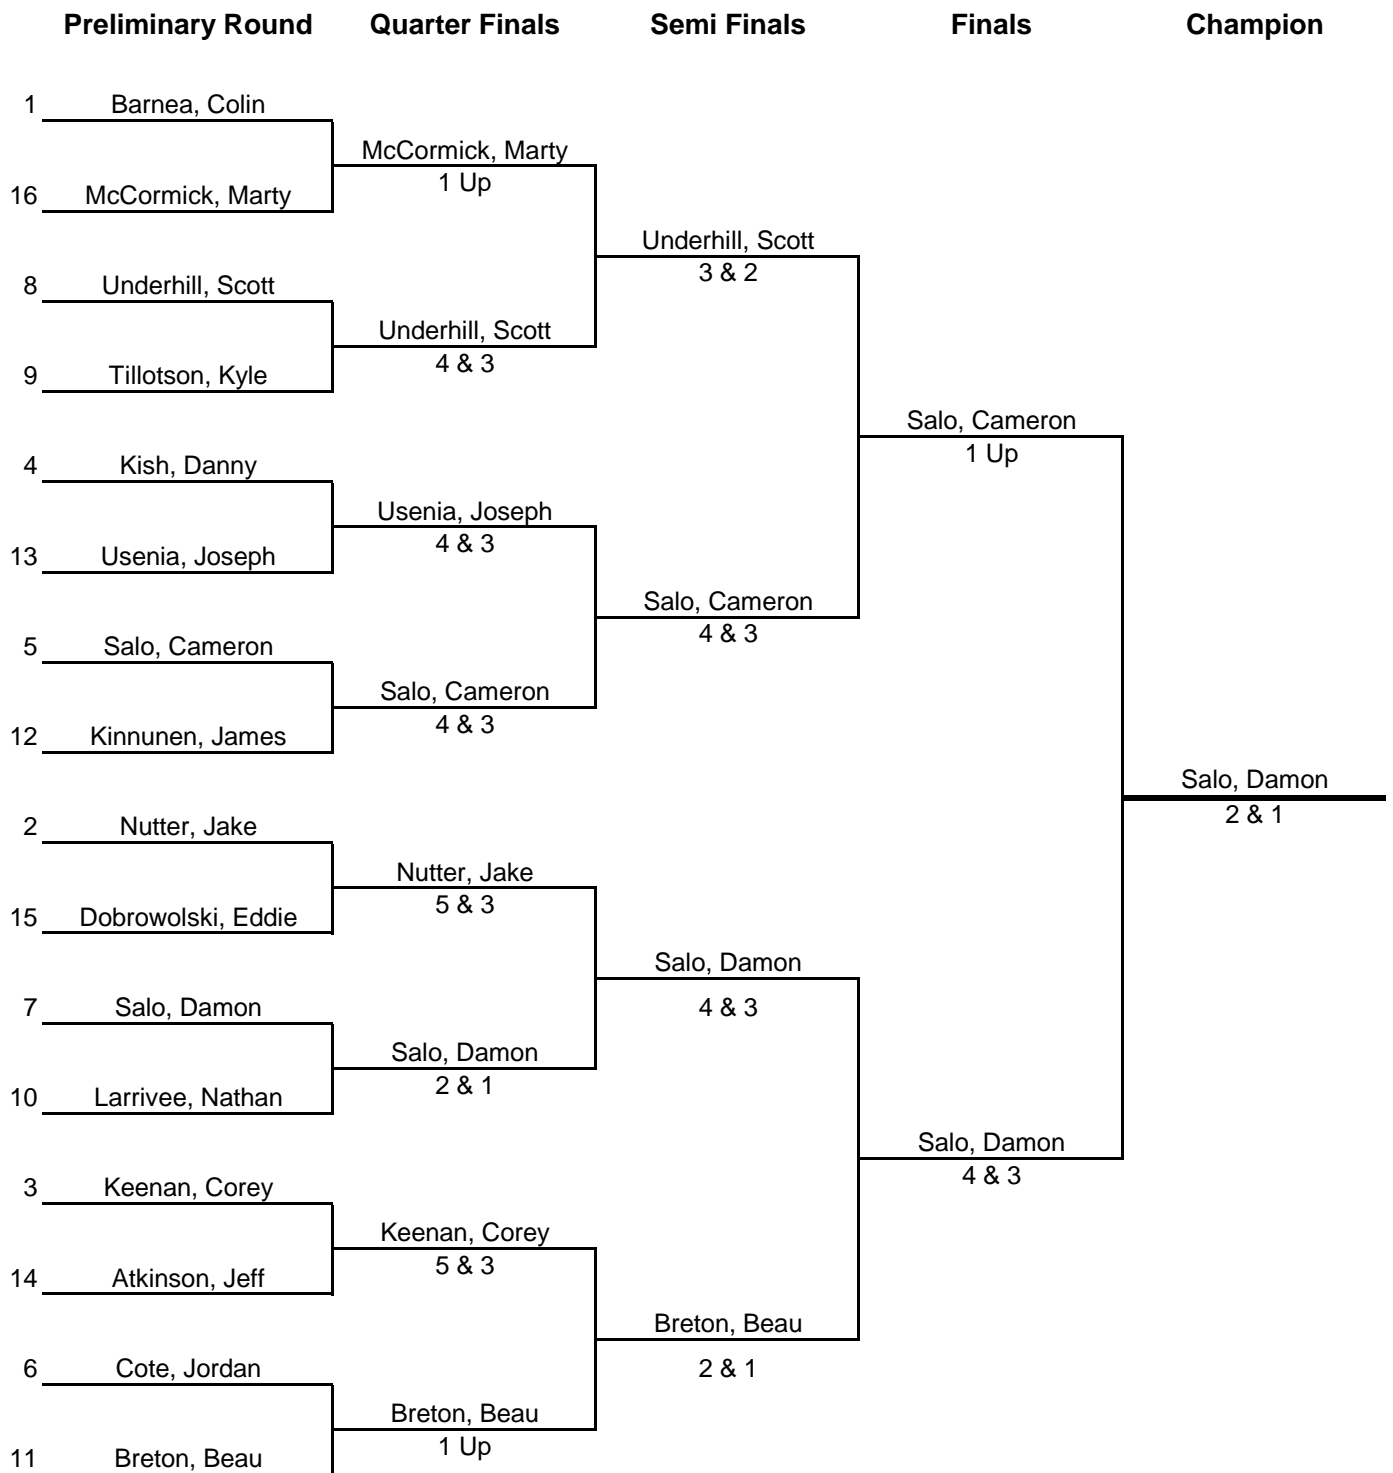 Preliminary Round Quarter Finals Semi Finals Finals Champion
1 Barnea, Colin
McCormick, Marty
1 Up
16 McCormick, Marty
Underhill, Scott
3 & 2
8 Underhill, Scott
Underhill, Scott
4 & 3
9 Tillotson, Kyle
Salo, Cameron
1 Up
4 Kish, Danny
Usenia, Joseph
4 & 3
13 Usenia, Joseph
Salo, Cameron
4 & 3
5 Salo, Cameron
Salo, Cameron
4 & 3
12 Kinnunen, James
Salo, Damon
2 & 1
2 Nutter, Jake
Nutter, Jake
5 & 3
15 Dobrowolski, Eddie
Salo, Damon
4 & 3
7 Salo, Damon
Salo, Damon
2 & 1
10 Larrivee, Nathan
Salo, Damon
4 & 3
3 Keenan, Corey
Keenan, Corey
5 & 3
14 Atkinson, Jeff
Breton, Beau
2 & 1
6 Cote, Jordan
Breton, Beau
1 Up
11 Breton, Beau